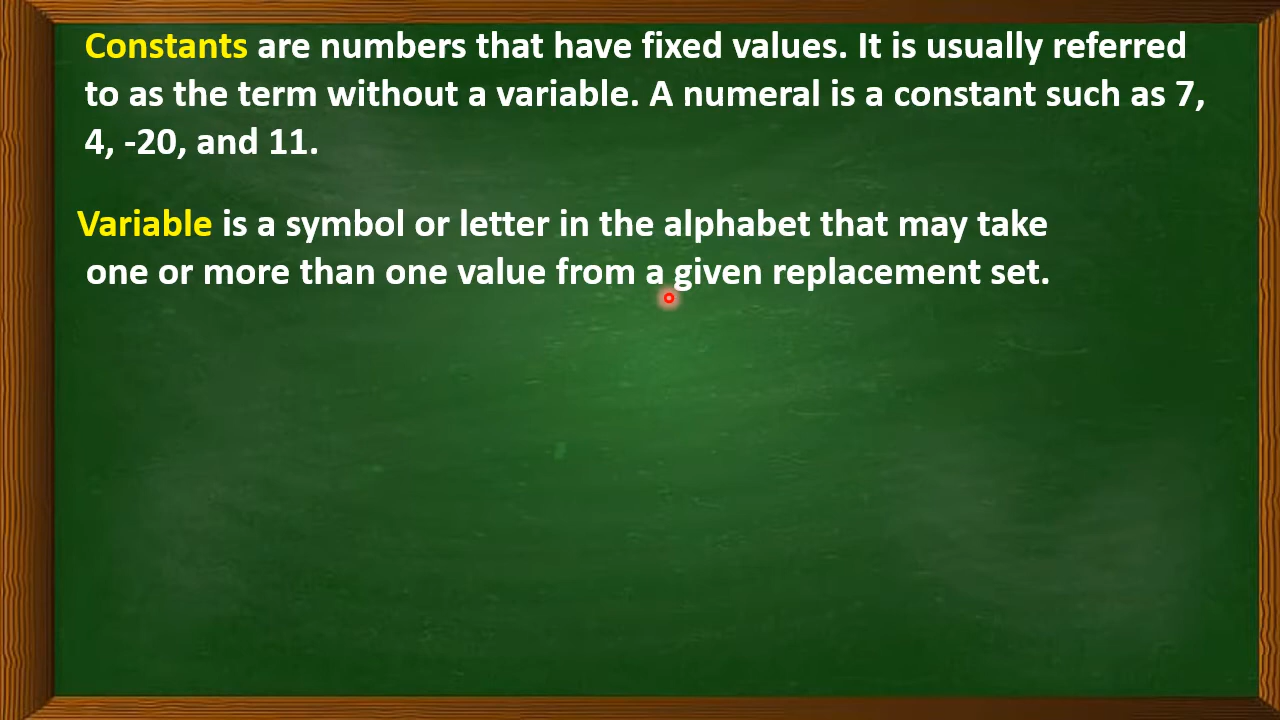 Constants are numbers that have fixed values. It is usually referred
to as the term without a variable. A numeral is a constant such as 7,
4, -20, and 11.
Variable is a symbol or letter in the alphabet that may take
one or more than one value from a given replacement set.